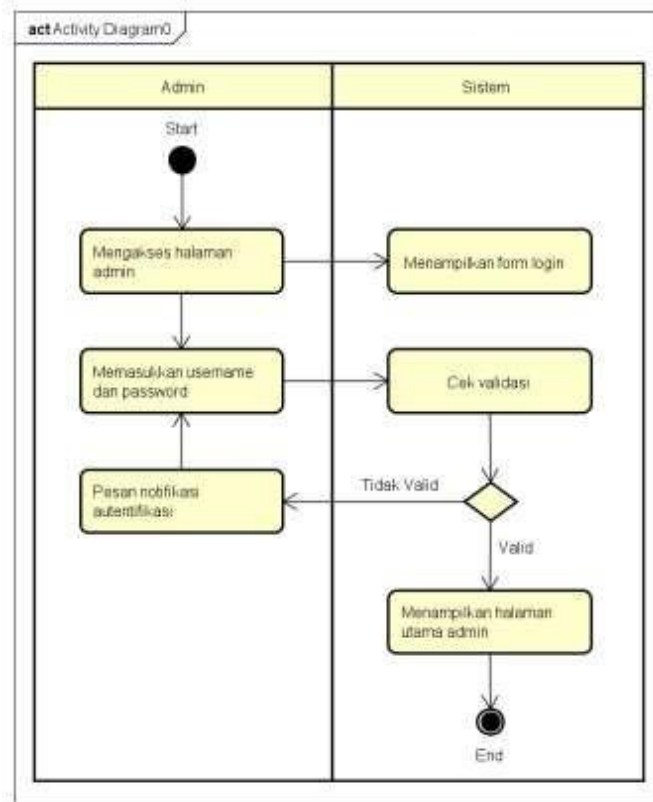 act Activity Diagram0
Admin
Sistem
Start
Mengakses halaman
admin
Menampilkan form login
Memasukkan username
dan password
Cek validasi
Pesan notifikasi
autentifikasi
Tidak Valid
Valid
Menampilkan halaman
utama admin
End